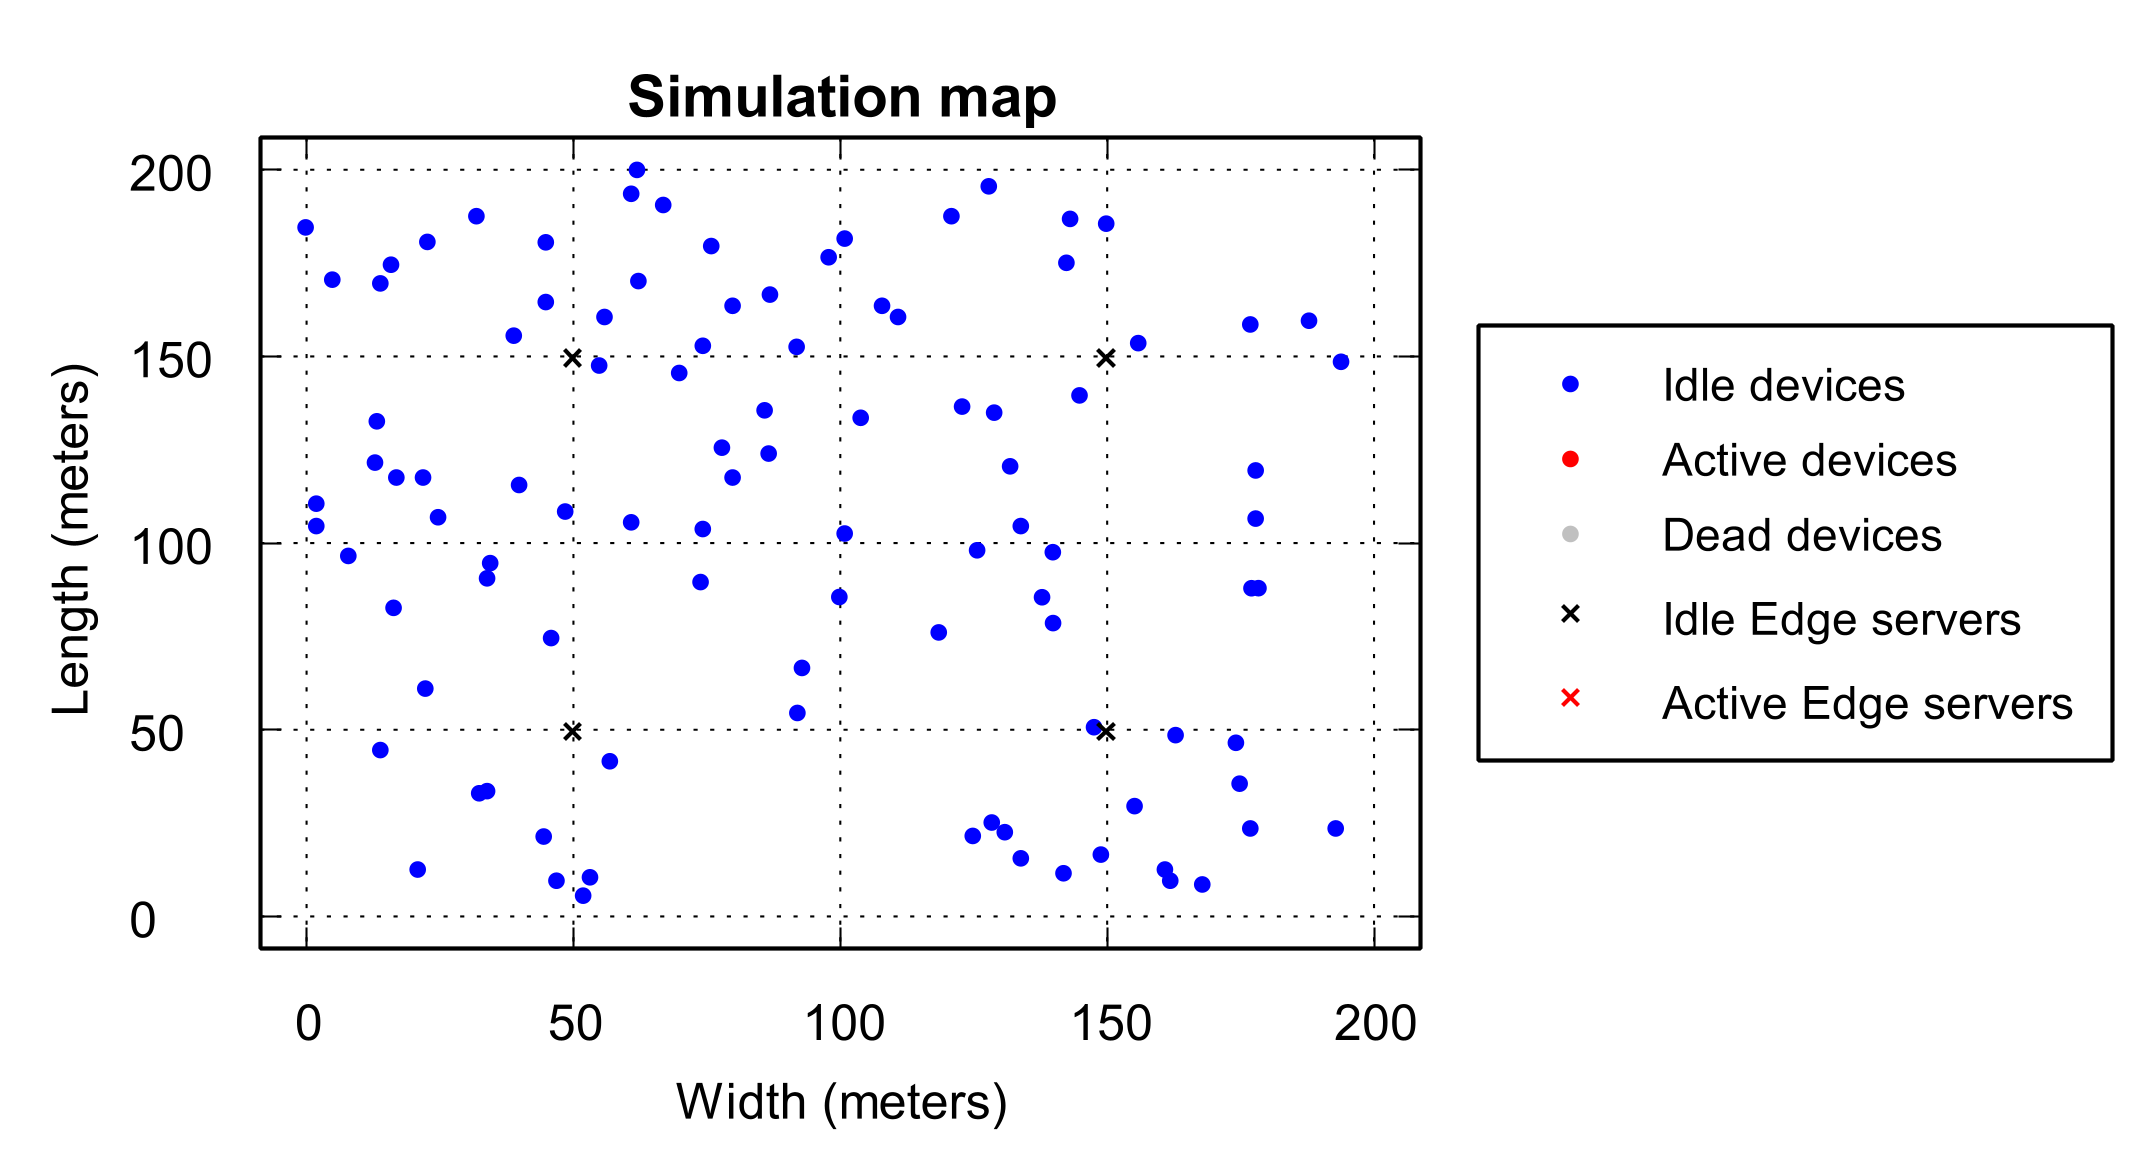 Simulation map
200
150
100
50
0
Length (meters)
0 50 100 150 200
Width (meters)
Idle devices
Active devices
Dead devices
Idle Edge servers
Active Edge servers